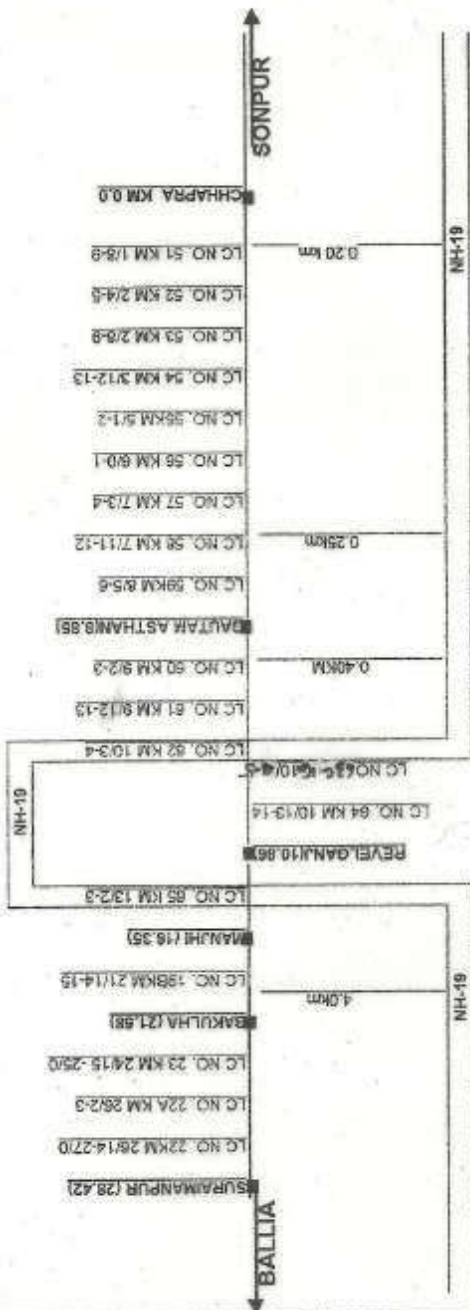 SONPUR
CHHAPRA KM 0.0
LC NO. 51 KM 1/8-9
0.20 km
NH-19
LC NO. 52 KM 2/4-5
LC NO. 53 KM 2/8-9
LC NO. 54 KM 3/12-13
LC NO. 55KM 5/1-2
LC NO. 56 KM 6/0-1
LC NO. 57 KM 7/3-4
LC NO. 58 KM 7/11-12
0.25km
LC NO. 59KM 8/5-6
LC NO. 60 KM 9/2-3
0.40KM
LC NO. 61 KM 9/12-13
LC NO. 62 KM 10/3-4
NH-19
LC NO. 64 KM 10/13-14
REVELGANJ(10.86)
LC NO. 65 KM 13/2-3
MANJHI (16.35)
LC NO. 19BKM 21/14-15
4.0km
NH-19
BAKULHA (21.58)
LC NO. 23 KM 24/15 -25/0
LC NO. 22A KM 26/2-3
LC NO. 22KM 26/14-27/0
SURAIMANPUR (28.42)
BALLIA